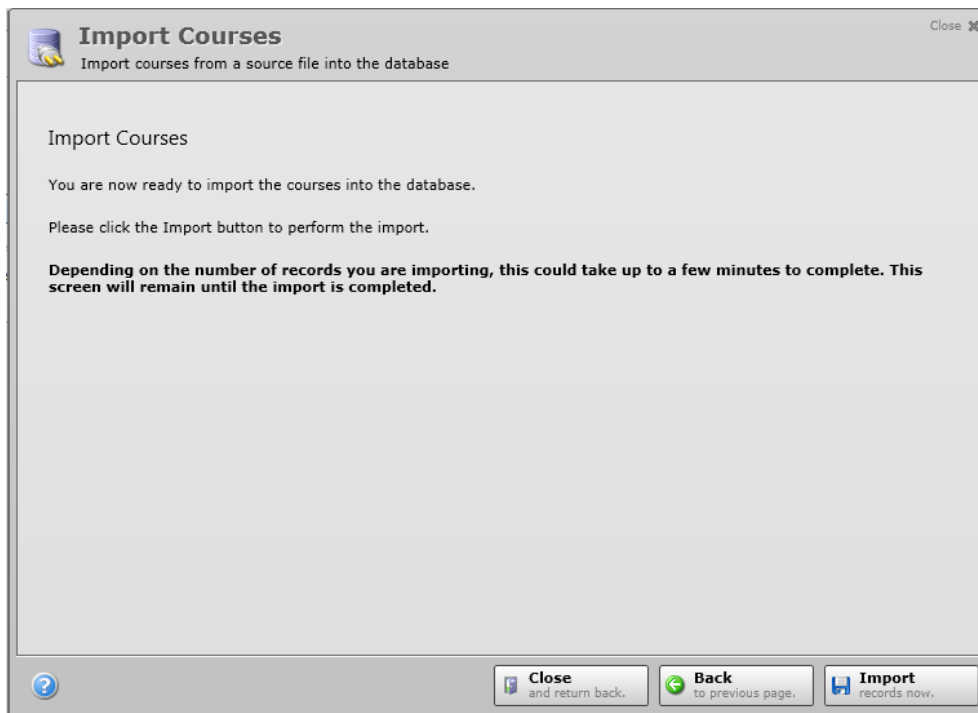 Import Courses
Close
Import courses from a source file into the database
Import Courses
You are now ready to import the courses into the database.
Please click the Import button to perform the import.
Depending on the number of records you are importing, this could take up to a few minutes to complete. This
screen will remain until the import is completed.
Close
and return back.
Back
to previous page.
Import
records now.